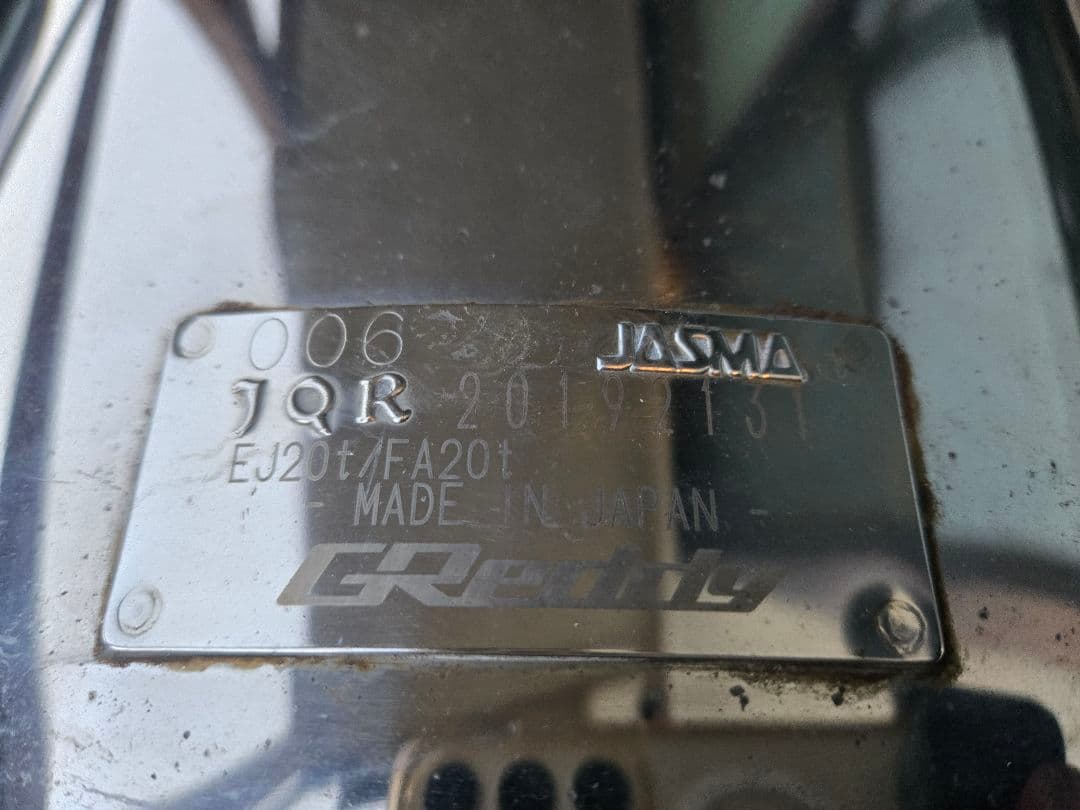 006 JASMA
JQR 20192131
EJ20t/FA20t
- MADE IN JAPAN -
GReddy